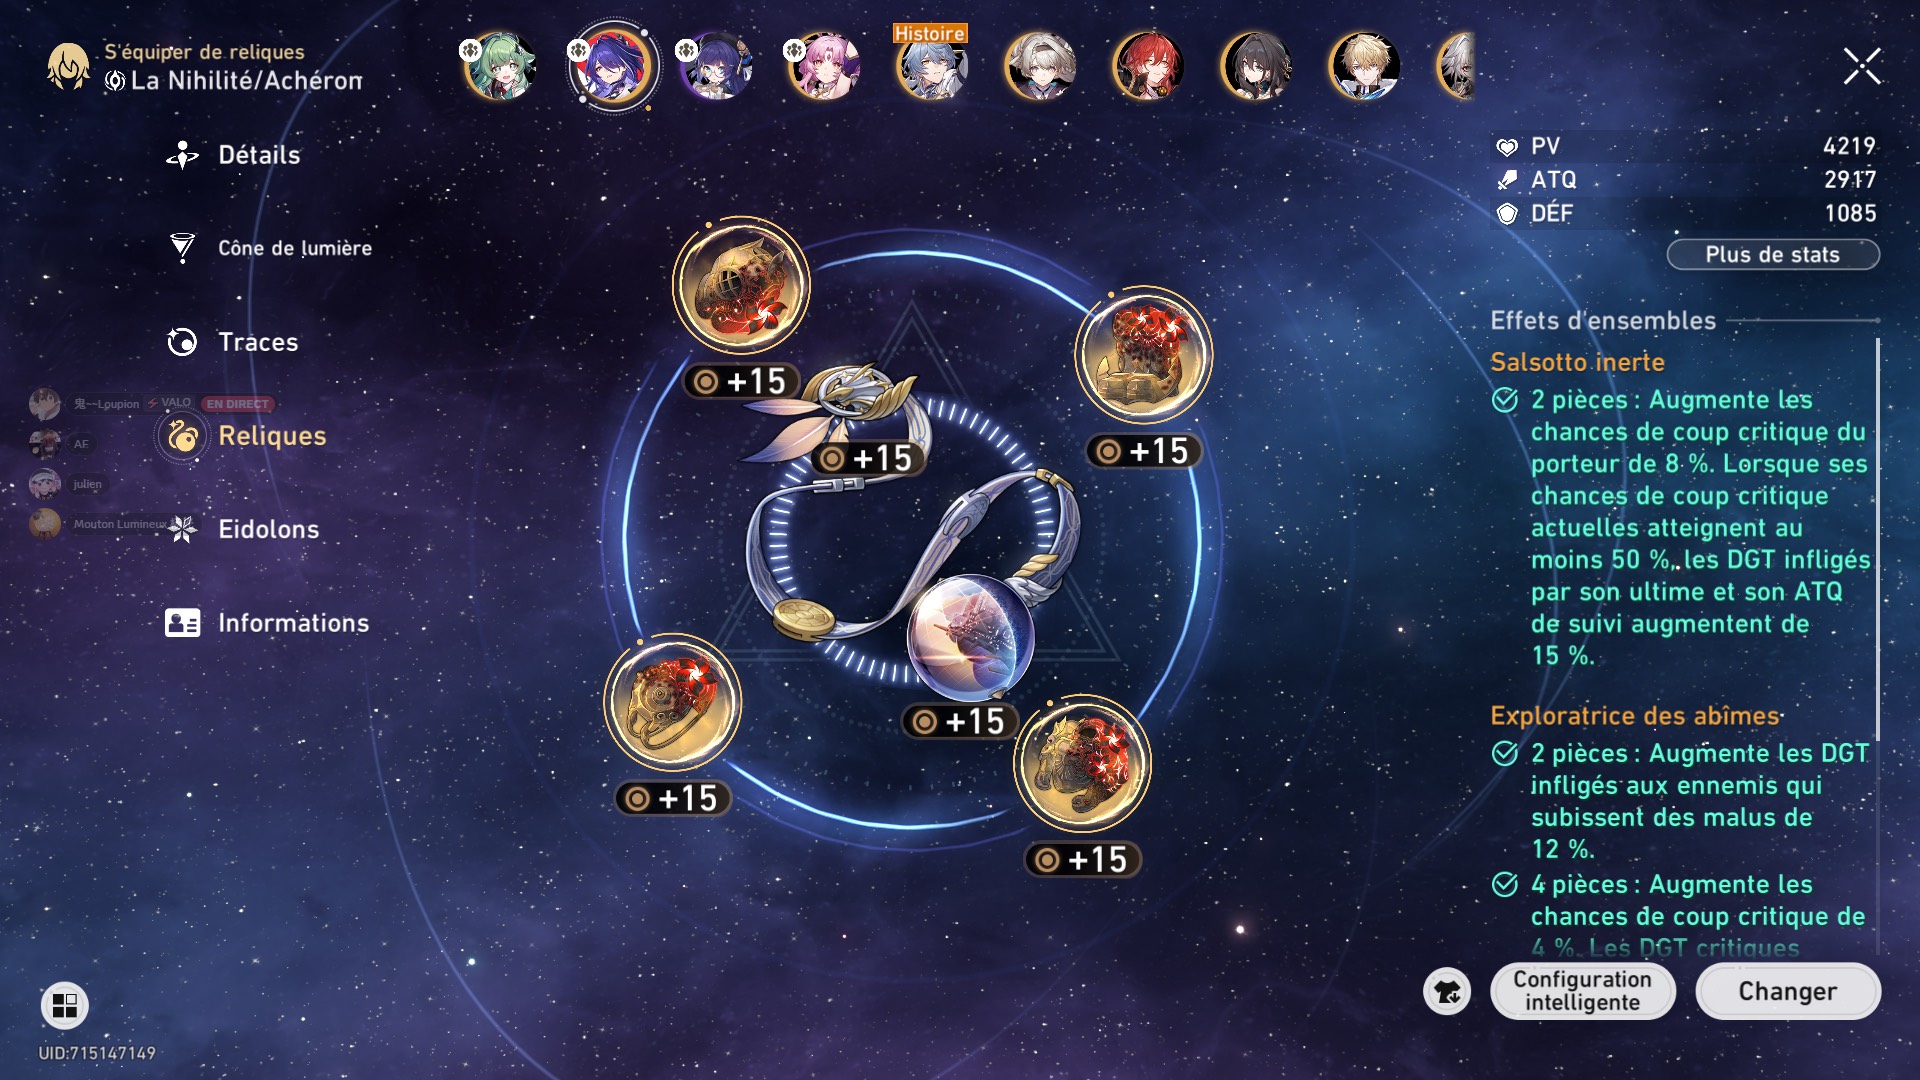 S'équiper de reliques
La Nihilité/Achéron
Histoire
Détails
Cône de lumière
Traces
Loupion VALO EN DIRECT
AE
Reliques
julien
Mouton Lumineux
Eidolons
Informations
+15
+15
+15
+15
+15
+15
PV 4219
ATQ 2917
DÉF 1085
Plus de stats
Effets d'ensembles
Salsotto inerte
2 pièces : Augmente les
chances de coup critique du
porteur de 8 %. Lorsque ses
chances de coup critique
actuelles atteignent au
moins 50 %, les DGT infligés
par son ultime et son ATQ
de suivi augmentent de
15 %.
Exploratrice des abîmes
2 pièces : Augmente les DGT
infligés aux ennemis qui
subissent des malus de
12 %.
4 pièces : Augmente les
chances de coup critique de
4 %. Les DGT critiques
Configuration
intelligente
Changer
UID:715147149